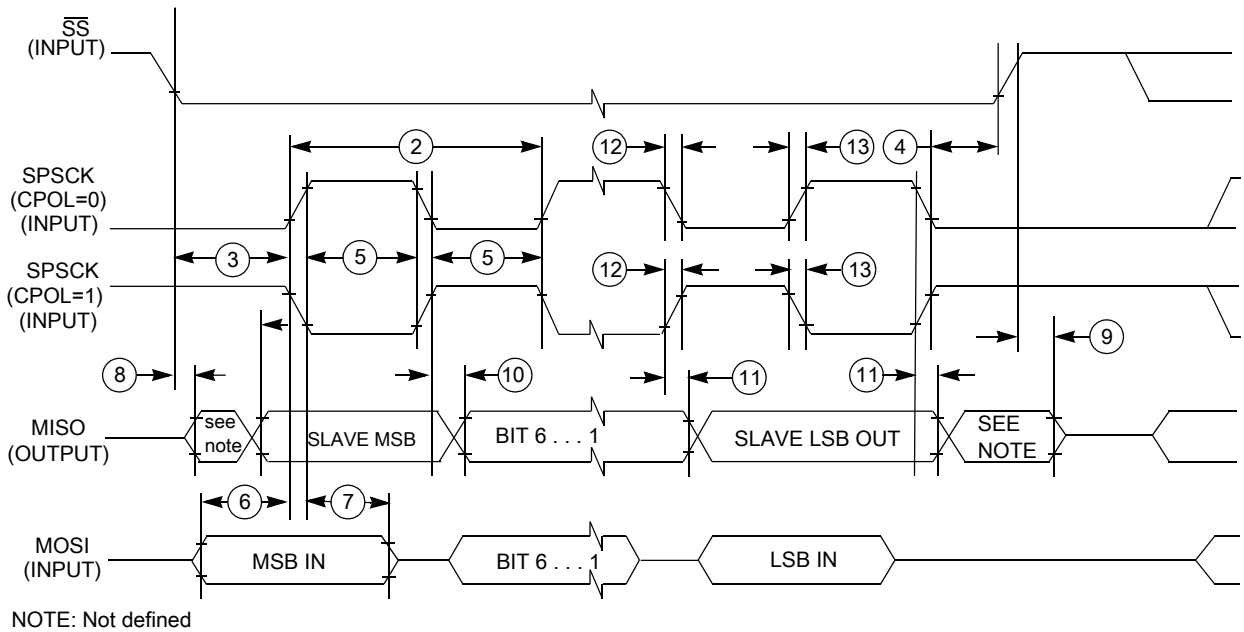 SS
(INPUT)
2
12
13
4
SPSCK
(CPOL=0)
(INPUT)
3
5
5
12
13
SPSCK
(CPOL=1)
(INPUT)
8
10
11
11
9
MISO
(OUTPUT)
see
note
SLAVE MSB
BIT 6 . . . 1
SLAVE LSB OUT
SEE
NOTE
6
7
MOSI
(INPUT)
MSB IN
BIT 6 . . . 1
LSB IN
NOTE: Not defined